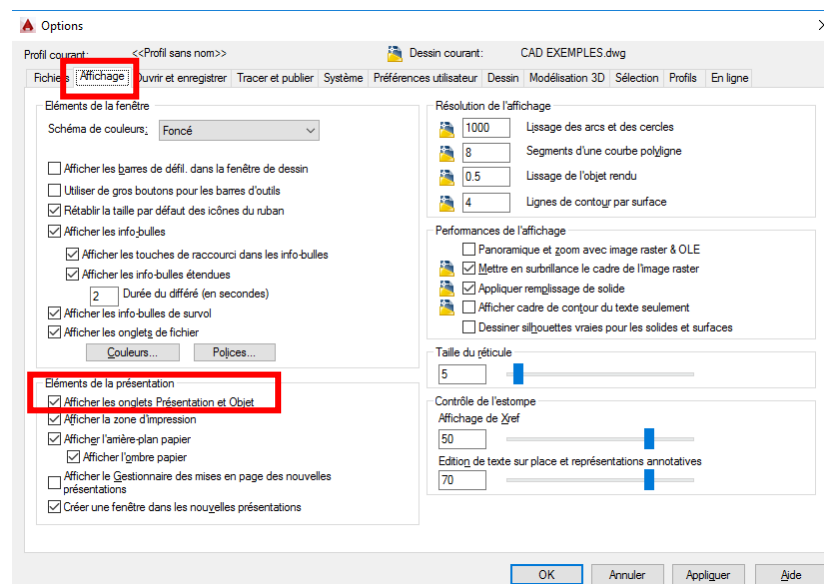 Options
Profil courant: <<Profil sans nom>> Dessin courant: CAD EXEMPLES.dwg
Fichiers Affichage Ouvrir et enregistrer Tracer et publier Système Préférences utilisateur Dessin Modélisation 3D Sélection Profils En ligne
Eléments de la fenêtre
Schéma de couleurs: Foncé
Afficher les barres de défil. dans la fenêtre de dessin
Utiliser de gros boutons pour les barres d'outils
Rétablir la taille par défaut des icônes du ruban
Afficher les info-bulles
Afficher les touches de raccourci dans les info-bulles
Afficher les info-bulles étendues
2 Durée du différé (en secondes)
Afficher les info-bulles de survol
Afficher les onglets de fichier
Couleurs... Polices...
Eléments de la présentation
Afficher les onglets Présentation et Objet
Afficher la zone d'impression
Afficher l'arrière-plan papier
Afficher l'ombre papier
Afficher le Gestionnaire des mises en page des nouvelles
présentations
Créer une fenêtre dans les nouvelles présentations
Résolution de l'affichage
1000 Lissage des arcs et des cercles
8 Segments d'une courbe polyligne
0.5 Lissage de l'objet rendu
4 Lignes de contour par surface
Performances de l'affichage
Panoramique et zoom avec image raster & OLE
Mettre en surbrillance le cadre de l'image raster
Appliquer remplissage de solide
Afficher cadre de contour du texte seulement
Dessiner silhouettes vraies pour les solides et surfaces
Taille du réticule
5
Contrôle de l'estompe
Affichage de Xref
50
Edition de texte sur place et représentations annotatives
70
OK Annuler Appliquer Aide